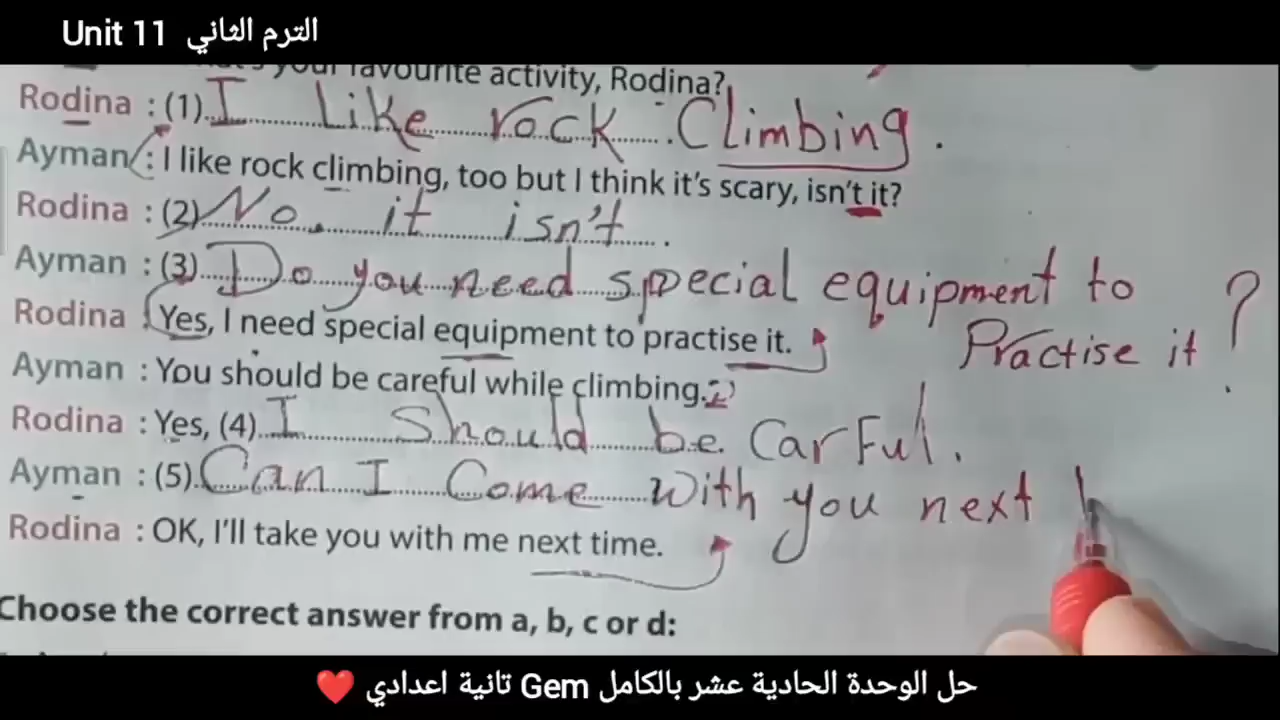 Unit 11 الترم الثاني
your favourite activity, Rodina?
Rodina : (1) I like rock Climbing.
Ayman : I like rock climbing, too but I think it's scary, isn't it?
Rodina : (2) No, it isn't.
Ayman : (3) Do you need special equipment to
Practise it ?
Rodina : Yes, I need special equipment to practise it.
Ayman : You should be careful while climbing.
Rodina : Yes, (4) I should be CarFul.
Ayman : (5) Can I Come with you next
Rodina : OK, I'll take you with me next time.
Choose the correct answer from a, b, c or d:
حل الوحدة الحادية عشر بالكامل Gem تانية اعدادي ❤️